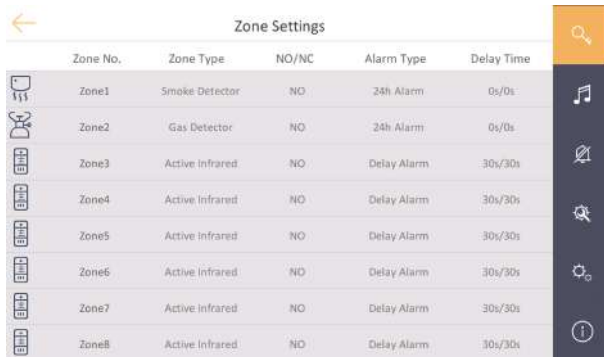 Zone Settings
Zone No. Zone Type NO/NC Alarm Type Delay Time
Zone1 Smoke Detector NO 24h Alarm 0s/0s
Zone2 Gas Detector NO 24h Alarm 0s/0s
Zone3 Active Infrared NO Delay Alarm 30s/30s
Zone4 Active Infrared NO Delay Alarm 30s/30s
Zone5 Active Infrared NO Delay Alarm 30s/30s
Zone6 Active Infrared NO Delay Alarm 30s/30s
Zone7 Active Infrared NO Delay Alarm 30s/30s
Zone8 Active Infrared NO Delay Alarm 30s/30s